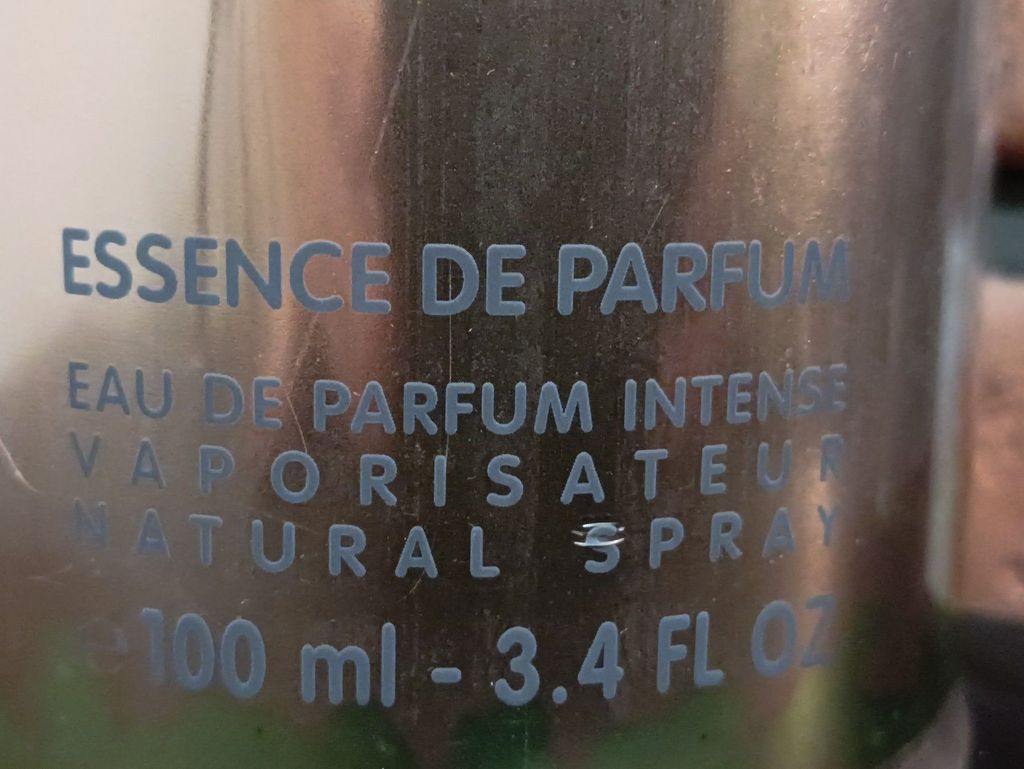 ESSENCE DE PARFUM
EAU DE PARFUM INTENSE
VAPORISATEUR
NATURAL SPRAY
e 100 ml - 3.4 FL OZ